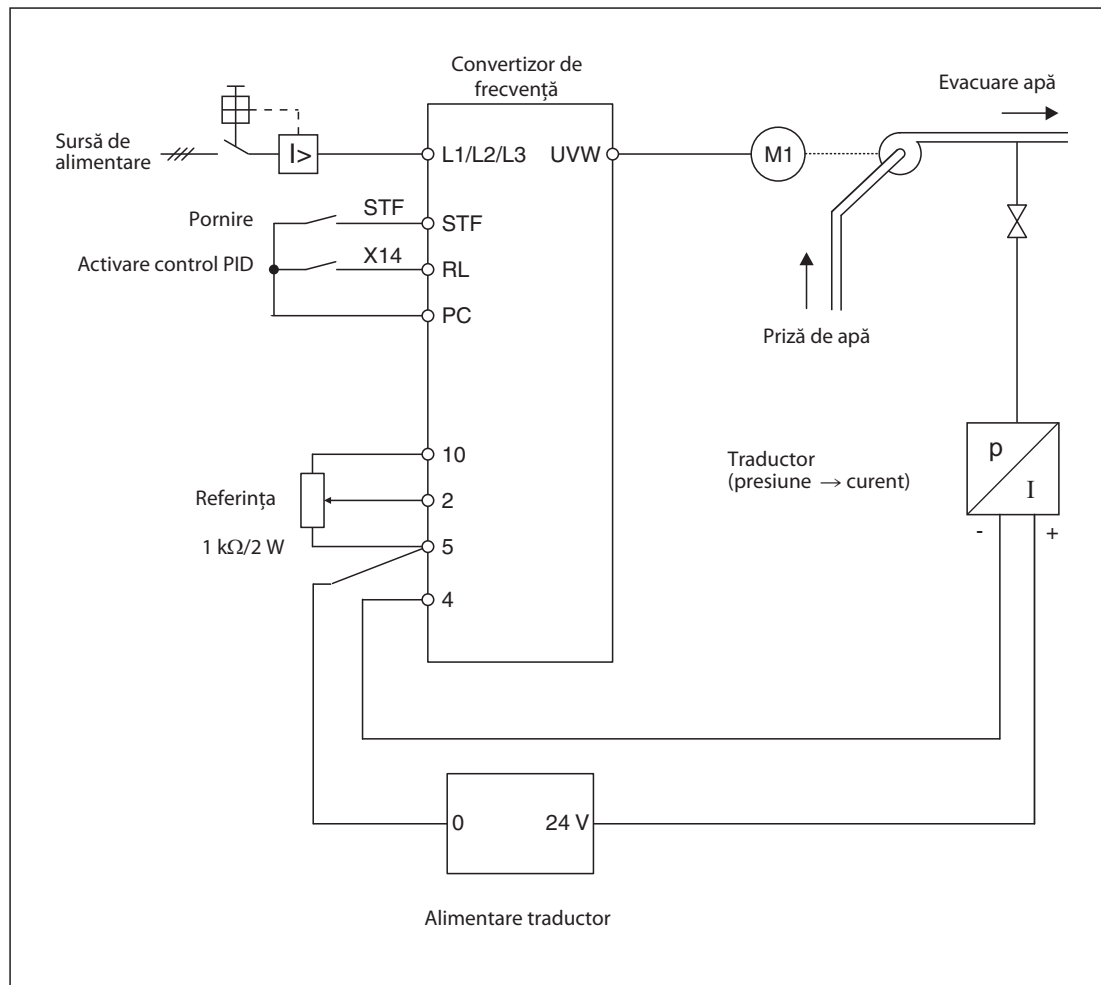 Convertizor de
frecvență
Evacuare apă
Sursă de
alimentare
I>
L1/L2/L3
UVW
M1
Pornire
STF
STF
Activare control PID
X14
RL
PC
Priză de apă
10
Referința
2
1 kΩ/2 W
5
4
Traductor
(presiune → curent)
p
I
-
+
0
24 V
Alimentare traductor